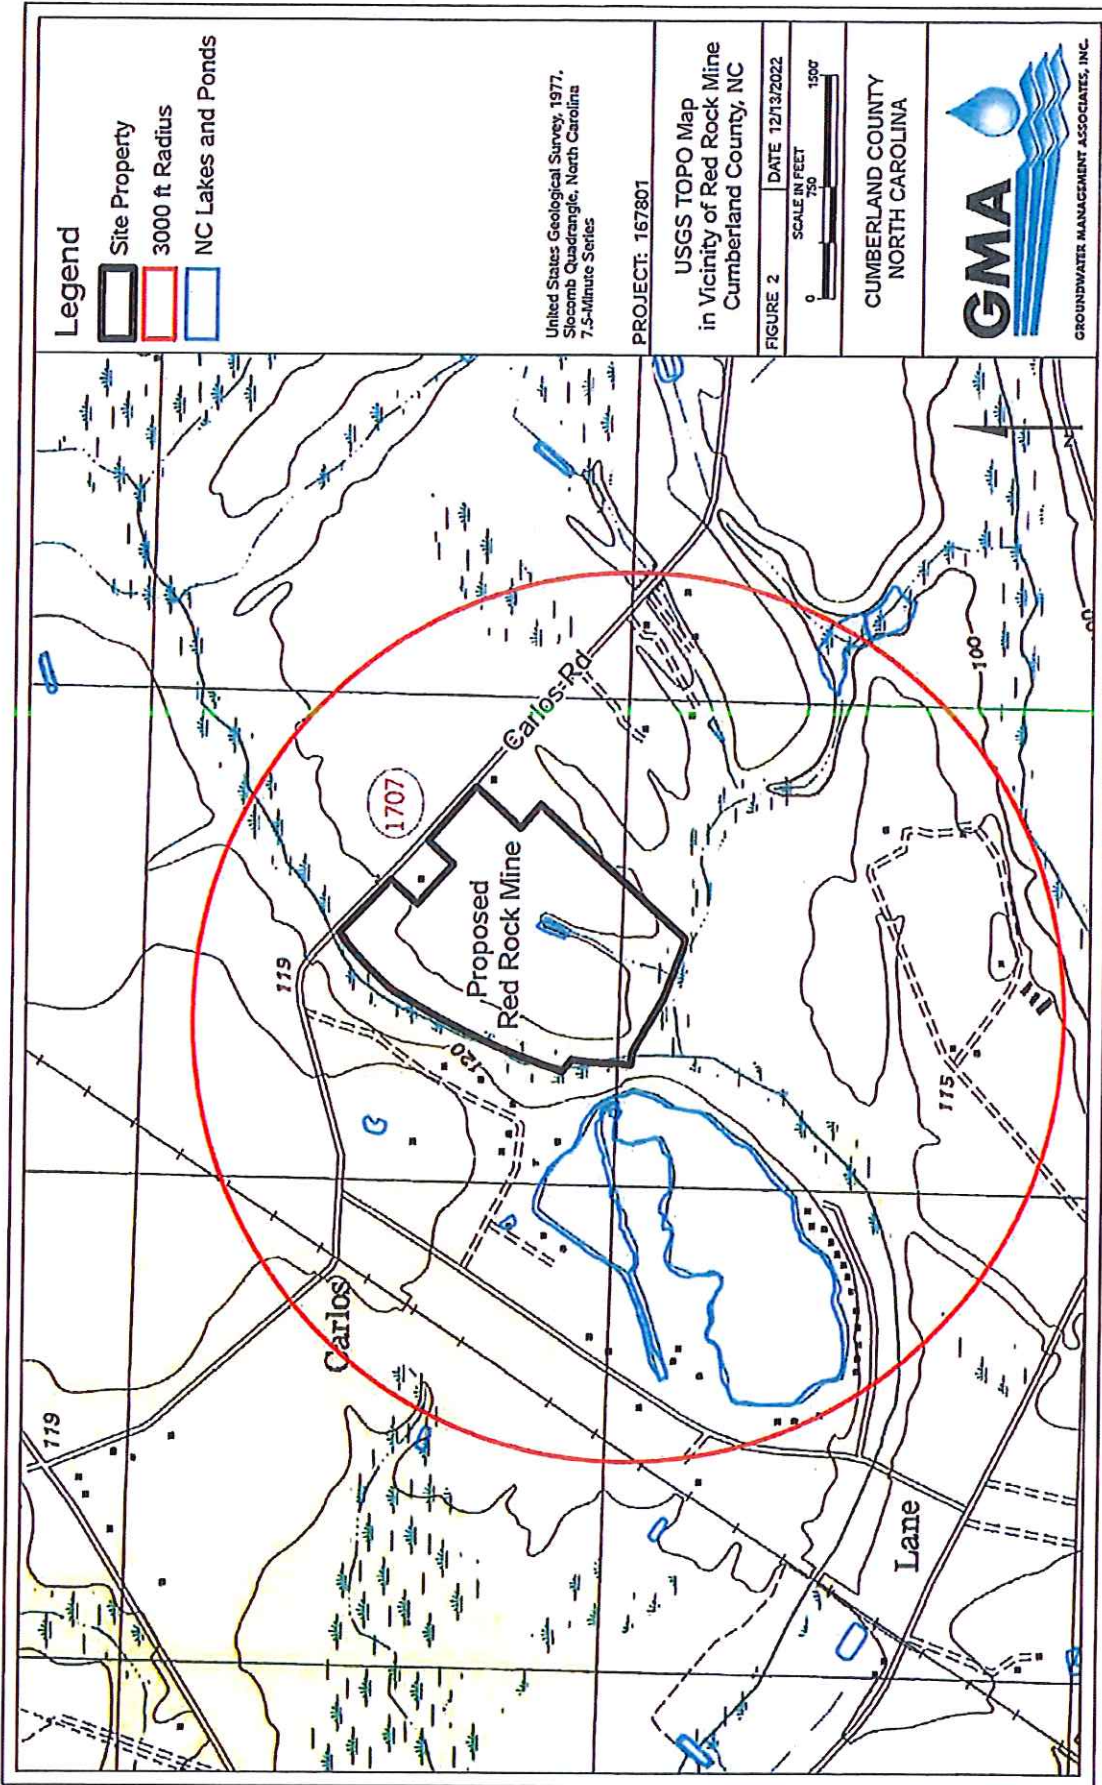 Legend
Site Property
3000 ft Radius
NC Lakes and Ponds
United States Geological Survey, 1977,
Slocomb Quadrangle, North Carolina
7.5-Minute Series
PROJECT: 167801
USGS TOPO Map
in Vicinity of Red Rock Mine
Cumberland County, NC
FIGURE 2
DATE 12/13/2022
SCALE IN FEET
0 750 1500'
CUMBERLAND COUNTY
NORTH CAROLINA
GMA
GROUNDWATER MANAGEMENT ASSOCIATES, INC.
119
Carlos
119
1707
Carlos Rd
120
Proposed
Red Rock Mine
Lane
115
100
N